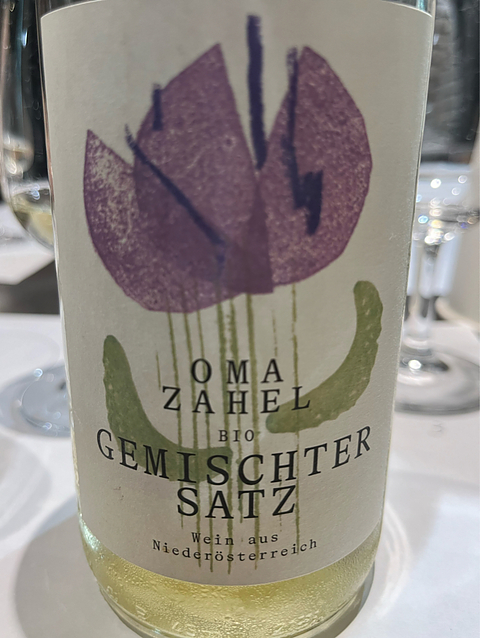 OMA
ZAHEL
BIO
GEMISCHTER
SATZ
Wein aus
Niederösterreich